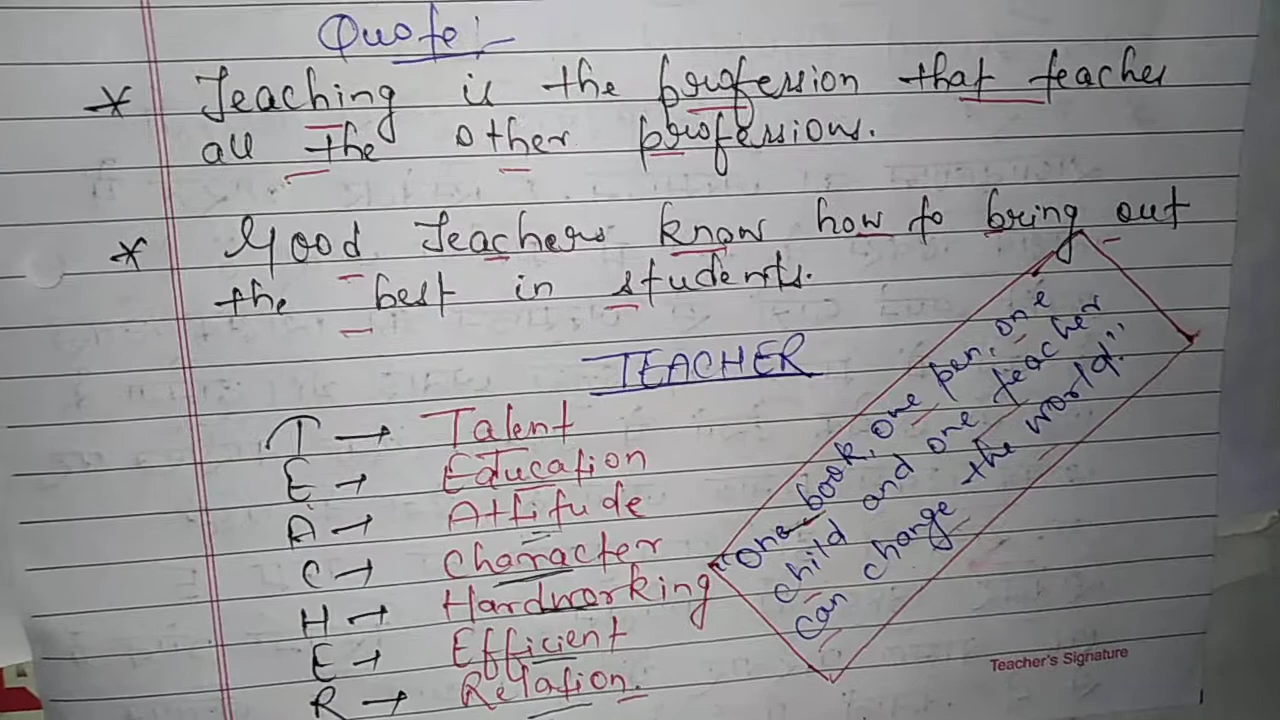 Quote:-
* Teaching is the profession that teaches
all the other professions.
* Good Teachers know how to bring out
the best in students.
TEACHER
T → Talent
E → Education
A → Attitude
C → Character
H → Hardworking
E → Efficient
R → Relation.
"One book, one pen, one
child and one teacher
can change the world."
Teacher's Signature